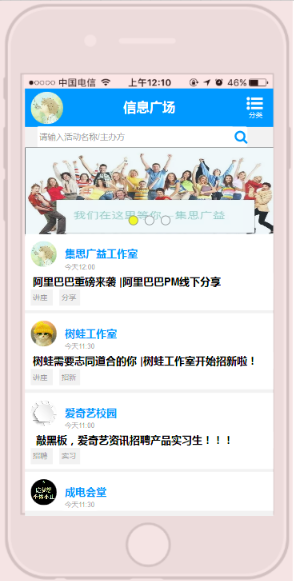 中国电信 上午12:10 46%
信息广场
分类
请输入活动名称/主办方
我们在这里等你—集思广益
集思广益工作室
今天12:00
阿里巴巴重磅来袭 |阿里巴巴PM线下分享
讲座 分享
树蛙工作室
今天11:30
树蛙需要志同道合的你 |树蛙工作室开始招新啦！
讲座 招新
爱奇艺校园
今天11:00
敲黑板，爱奇艺资讯招聘产品实习生！！！
招聘 实习
成电会堂
今天11:30